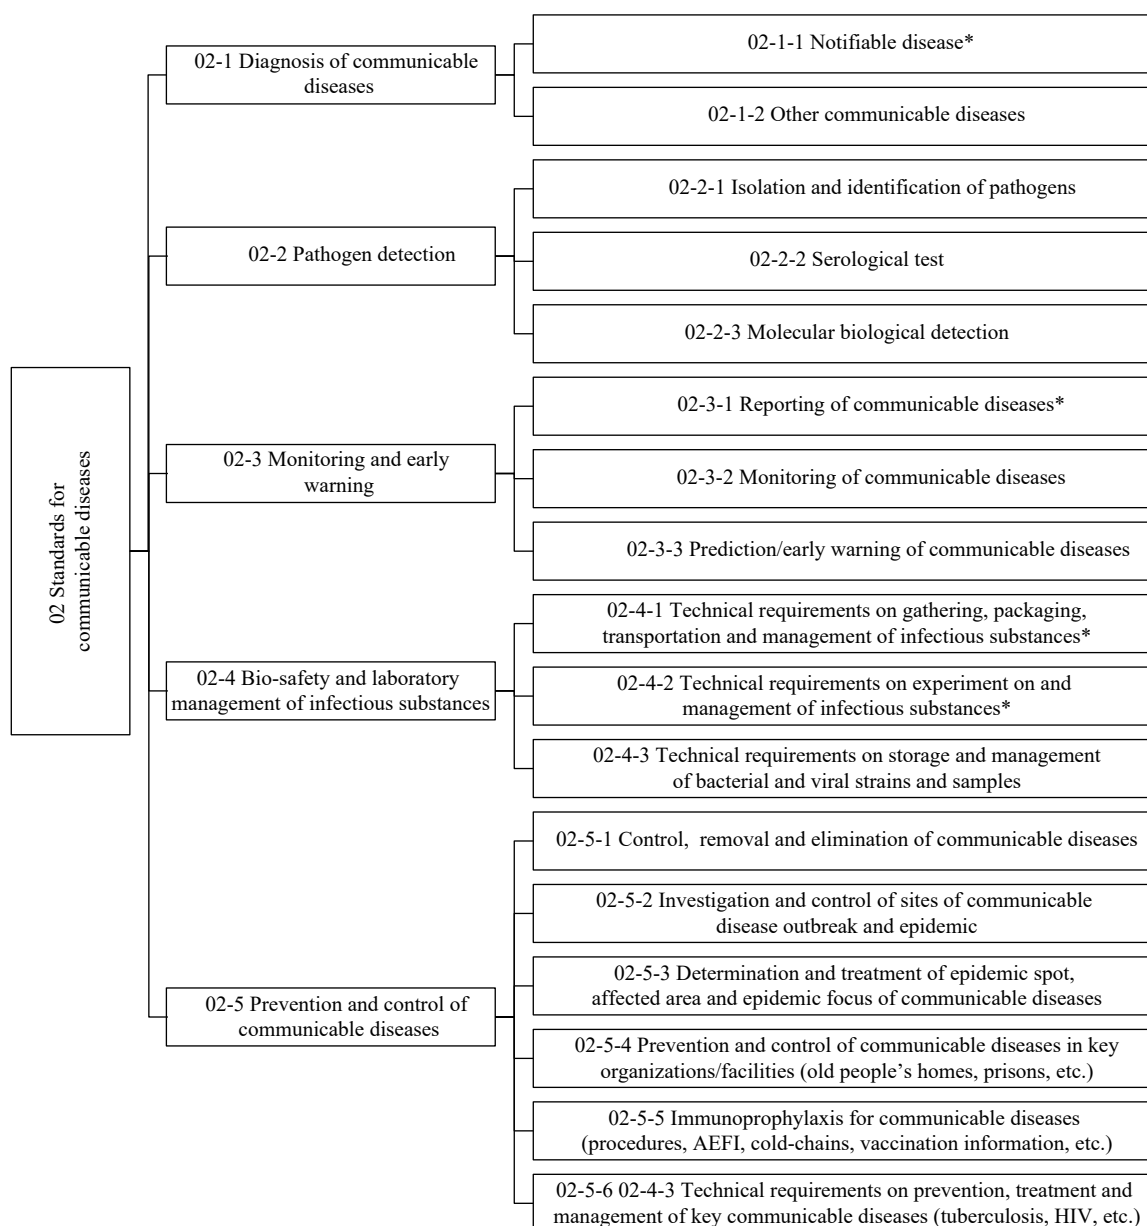 02 Standards for
communicable diseases
02-1 Diagnosis of communicable
diseases
02-1-1 Notifiable disease*
02-1-2 Other communicable diseases
02-2 Pathogen detection
02-2-1 Isolation and identification of pathogens
02-2-2 Serological test
02-2-3 Molecular biological detection
02-3 Monitoring and early
warning
02-3-1 Reporting of communicable diseases*
02-3-2 Monitoring of communicable diseases
02-3-3 Prediction/early warning of communicable diseases
02-4 Bio-safety and laboratory
management of infectious substances
02-4-1 Technical requirements on gathering, packaging,
transportation and management of infectious substances*
02-4-2 Technical requirements on experiment on and
management of infectious substances*
02-4-3 Technical requirements on storage and management
of bacterial and viral strains and samples
02-5 Prevention and control of
communicable diseases
02-5-1 Control, removal and elimination of communicable diseases
02-5-2 Investigation and control of sites of communicable
disease outbreak and epidemic
02-5-3 Determination and treatment of epidemic spot,
affected area and epidemic focus of communicable diseases
02-5-4 Prevention and control of communicable diseases in key
organizations/facilities (old people’s homes, prisons, etc.)
02-5-5 Immunoprophylaxis for communicable diseases
(procedures, AEFI, cold-chains, vaccination information, etc.)
02-5-6 02-4-3 Technical requirements on prevention, treatment and
management of key communicable diseases (tuberculosis, HIV, etc.)